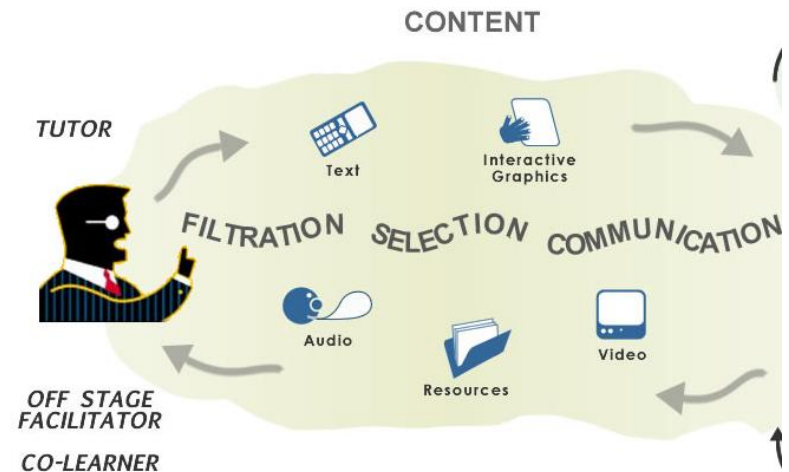 CONTENT
TUTOR
Text
Interactive
Graphics
FILTRATION SELECTION COMMUNICATION
Audio
Resources
Video
OFF STAGE
FACILITATOR
CO-LEARNER